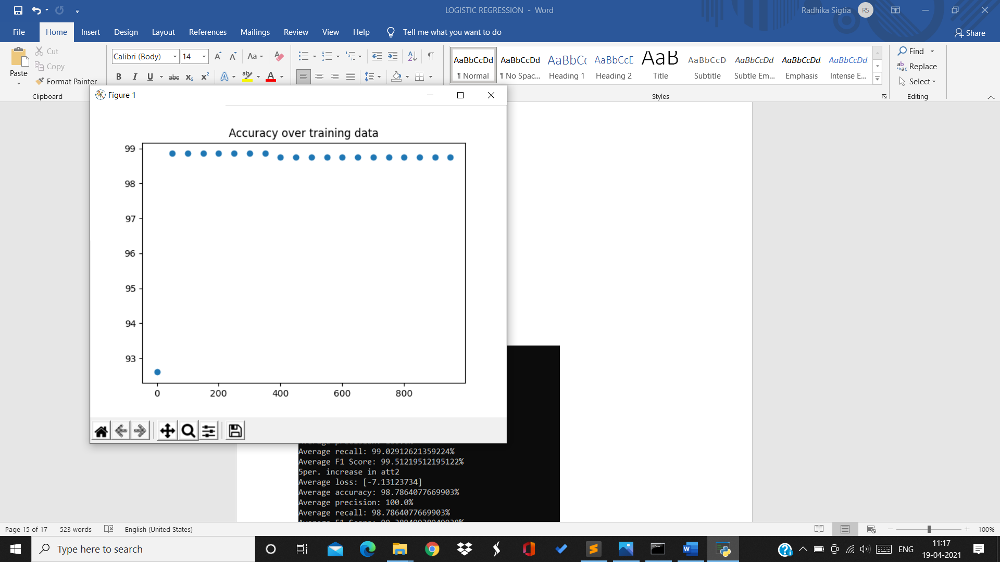 LOGISTIC REGRESSION - Word
Radhika Sigtia
RS
File Home Insert Design Layout References Mailings Review View Help Tell me what you want to do
Share
Paste
Cut
Copy
Format Painter
Clipboard
Calibri (Body) 14
Aa
B I U abc x₂ x²
A ab A
AaBbCcDd AaBbCcDd AaBbC AaBbCcD AaB AaBbCcD AaBbCcDd AaBbCcDd AaBbCcDd
¶ Normal ¶ No Spac... Heading 1 Heading 2 Title Subtitle Subtle Em... Emphasis Intense E...
Styles
Find
Replace
Select
Editing
Figure 1
Accuracy over training data
99
98
97
96
95
94
93
0 200 400 600 800
Average recall: 99.02912621359224%
Average F1 Score: 99.51219512195122%
5per. increase in att2
Average loss: [-7.13123734]
Average accuracy: 98.7864077669903%
Average precision: 100.0%
Average recall: 98.7864077669903%
Page 15 of 17 523 words English (United States)
100%
Type here to search
ENG
11:17
19-04-2021